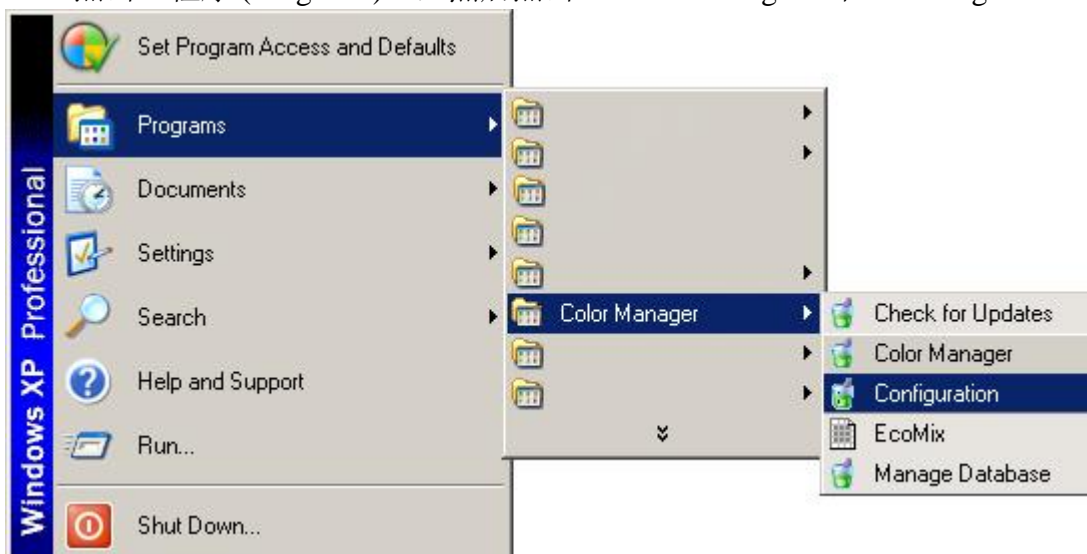 Set Program Access and Defaults
Programs
Documents
Settings
Search
Help and Support
Run...
Shut Down...
Windows XP Professional
Color Manager
Check for Updates
Color Manager
Configuration
EcoMix
Manage Database